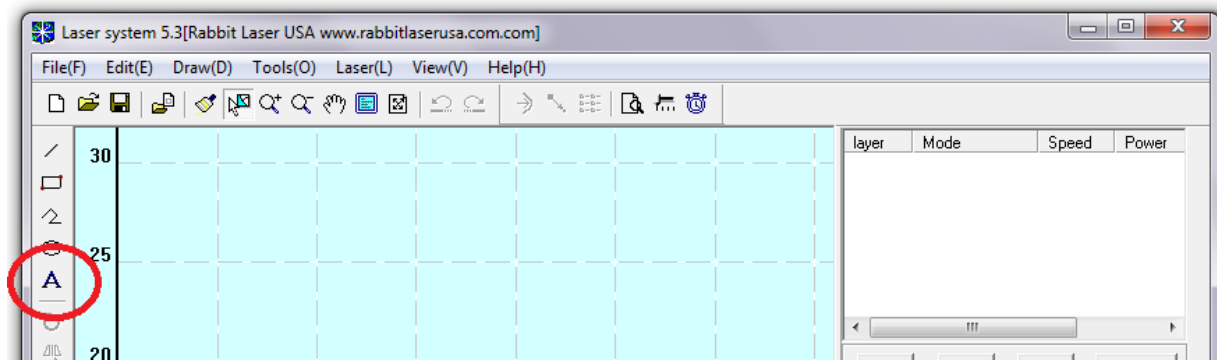 Laser system 5.3[Rabbit Laser USA www.rabbitlaserusa.com.com]
File(F) Edit(E) Draw(D) Tools(O) Laser(L) View(V) Help(H)
layer Mode Speed Power
30
25
A
20